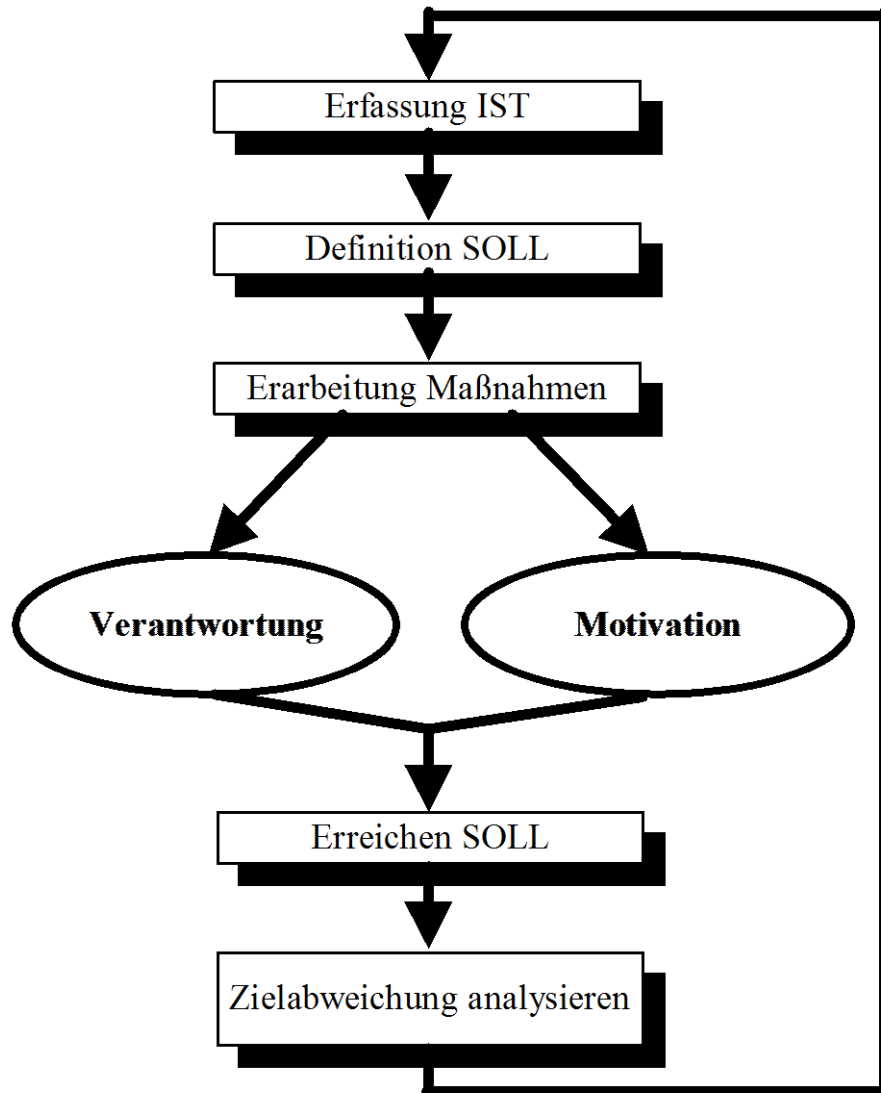 Erfassung IST
Definition SOLL
Erarbeitung Maßnahmen
Verantwortung
Motivation
Erreichen SOLL
Zielabweichung analysieren